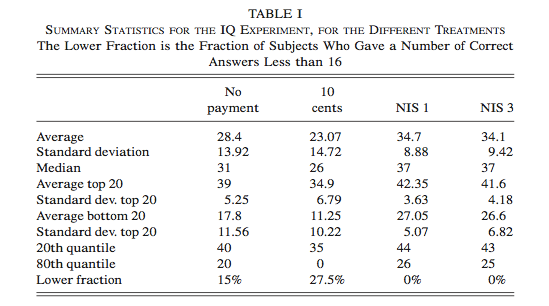 TABLE I
SUMMARY STATISTICS FOR THE IQ EXPERIMENT, FOR THE DIFFERENT TREATMENTS
The Lower Fraction is the Fraction of Subjects Who Gave a Number of Correct
Answers Less than 16
No payment 10 cents NIS 1 NIS 3
Average 28.4 23.07 34.7 34.1
Standard deviation 13.92 14.72 8.88 9.42
Median 31 26 37 37
Average top 20 39 34.9 42.35 41.6
Standard dev. top 20 5.25 6.79 3.63 4.18
Average bottom 20 17.8 11.25 27.05 26.6
Standard dev. top 20 11.56 10.22 5.07 6.82
20th quantile 40 35 44 43
80th quantile 20 0 26 25
Lower fraction 15% 27.5% 0% 0%